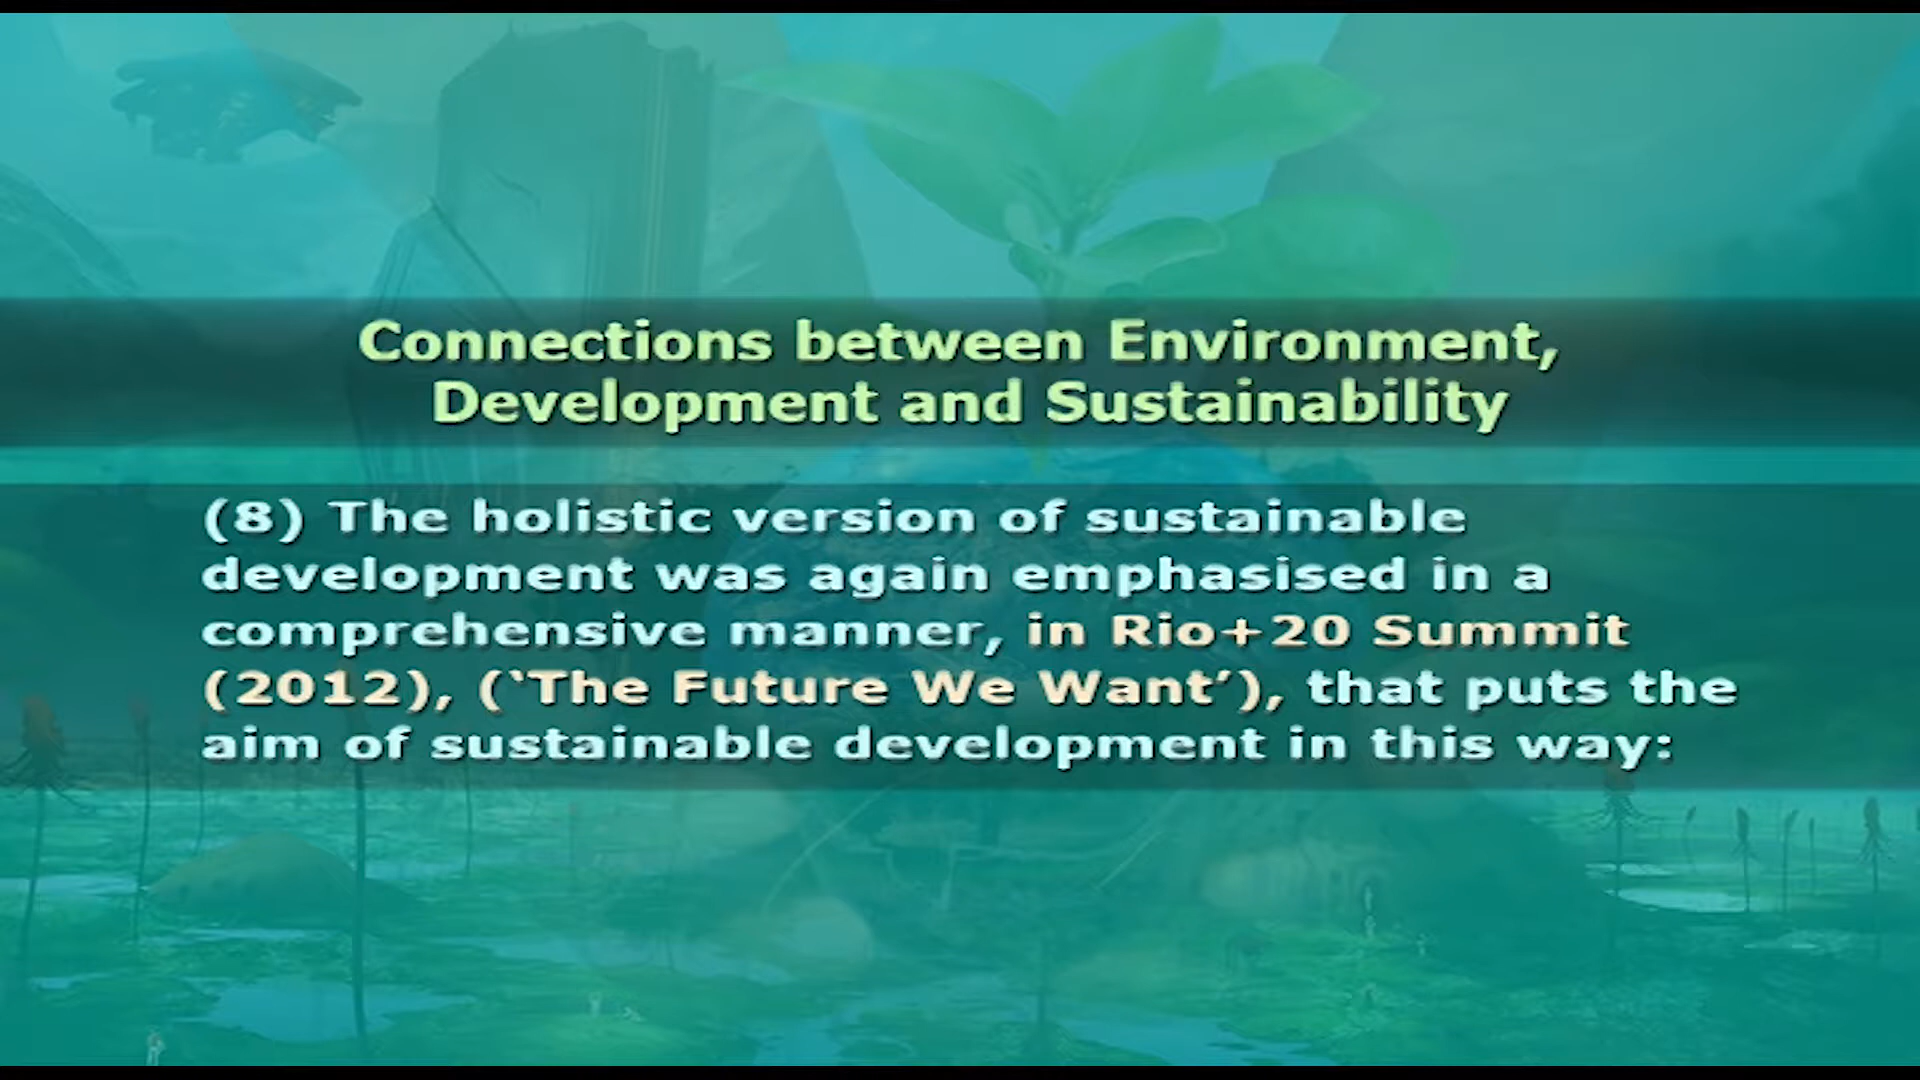 Connections between Environment,
Development and Sustainability
(8) The holistic version of sustainable
development was again emphasised in a
comprehensive manner, in Rio+20 Summit
(2012), (‘The Future We Want’), that puts the
aim of sustainable development in this way: